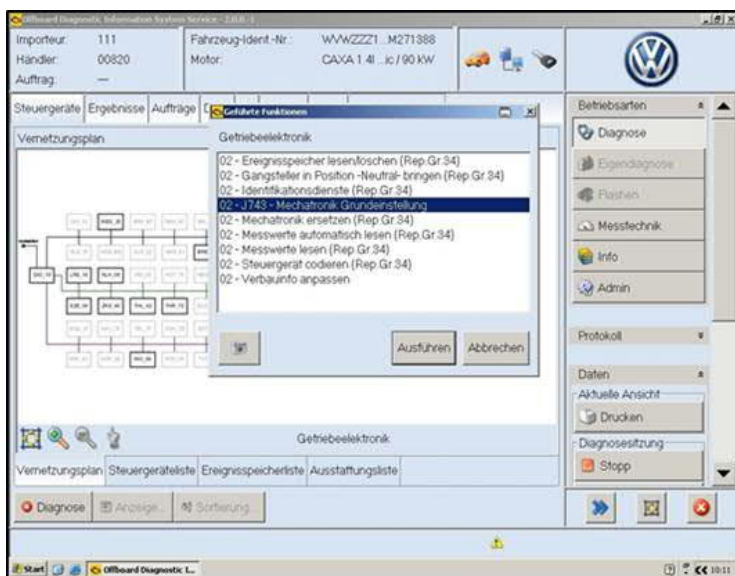 Offboard Diagnostic Information System Service - 2.0.0.-1
Importeur: 111
Händler: 00820
Auftrag: —
Fahrzeug-Ident.-Nr.: WVWZZZ1...M271388
Motor: CAXA 1.4l ...ic / 90 kW
Steuergeräte Ergebnisse Aufträge
Vernetzungsplan
Geführte Funktionen
Getriebeelektronik
02 - Ereignisspeicher lesen/löschen (Rep.Gr.34)
02 - Gangsteller in Position -Neutral- bringen (Rep.Gr.34)
02 - Identifikationsdienste (Rep.Gr.34)
02 - J743 - Mechatronik Grundeinstellung
02 - Mechatronik ersetzen (Rep.Gr.34)
02 - Messwerte automatisch lesen (Rep.Gr.34)
02 - Messwerte lesen (Rep.Gr.34)
02 - Steuergerät codieren (Rep.Gr.34)
02 - Verbauinfo anpassen
Ausführen Abbrechen
Getriebeelektronik
Vernetzungsplan Steuergeräteliste Ereignisspeicherliste Ausstattungsliste
Diagnose Anzeige... Sortierung...
Betriebsarten
Diagnose
Eigendiagnose
Flashen
Messtechnik
Info
Admin
Protokoll
Daten
Aktuelle Ansicht
Drucken
Diagnosesitzung
Stopp
Start Offboard Diagnostic I... 10:11